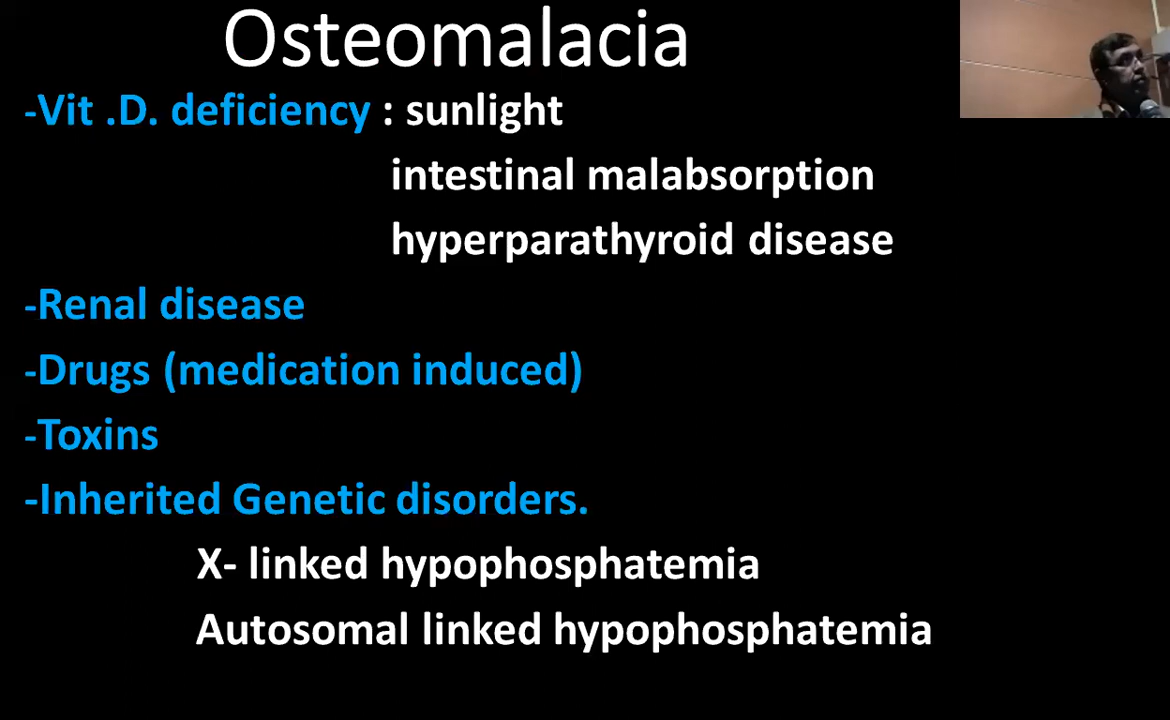 Osteomalacia
-Vit .D. deficiency : sunlight
intestinal malabsorption
hyperparathyroid disease
-Renal disease
-Drugs (medication induced)
-Toxins
-Inherited Genetic disorders.
X- linked hypophosphatemia
Autosomal linked hypophosphatemia